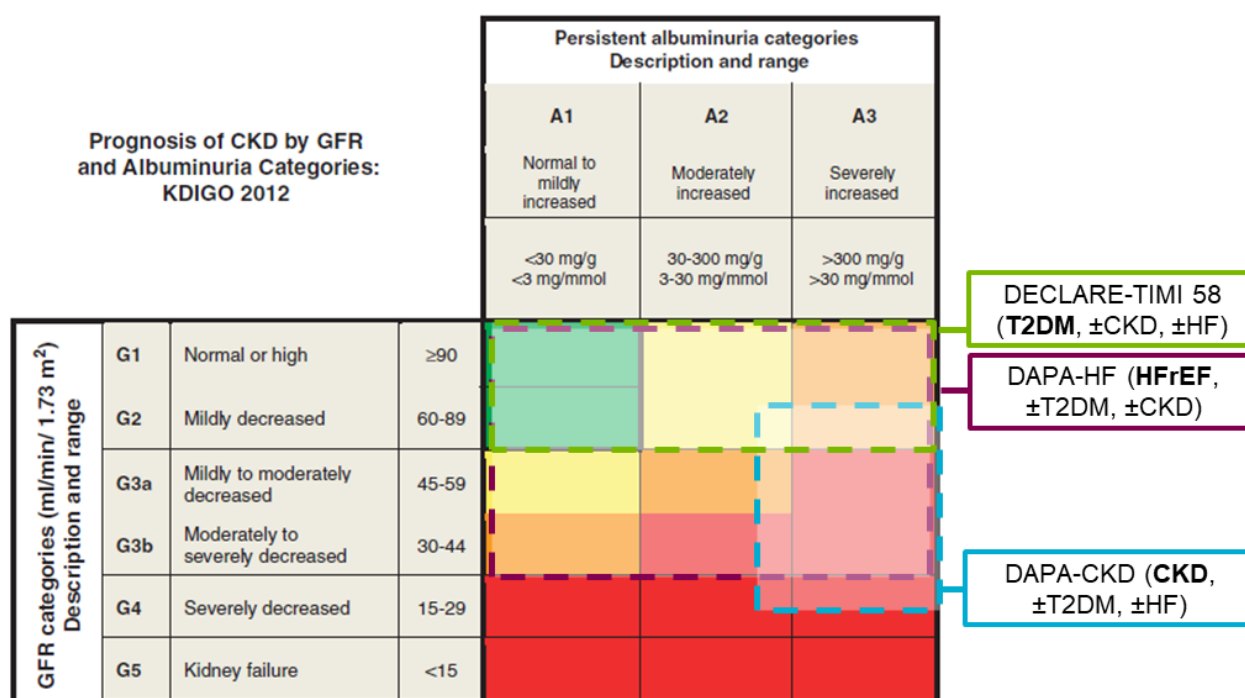 Persistent albuminuria categories
Description and range
Prognosis of CKD by GFR
and Albuminuria Categories:
KDIGO 2012
A1
A2
A3
Normal to
mildly
increased
Moderately
increased
Severely
increased
<30 mg/g
<3 mg/mmol
30-300 mg/g
3-30 mg/mmol
>300 mg/g
>30 mg/mmol
GFR categories (ml/min/ 1.73 m²)
Description and range
G1
Normal or high
≥90
G2
Mildly decreased
60-89
G3a
Mildly to moderately
decreased
45-59
G3b
Moderately to
severely decreased
30-44
G4
Severely decreased
15-29
G5
Kidney failure
<15
DECLARE-TIMI 58
(T2DM, ±CKD, ±HF)
DAPA-HF (HFrEF,
±T2DM, ±CKD)
DAPA-CKD (CKD,
±T2DM, ±HF)